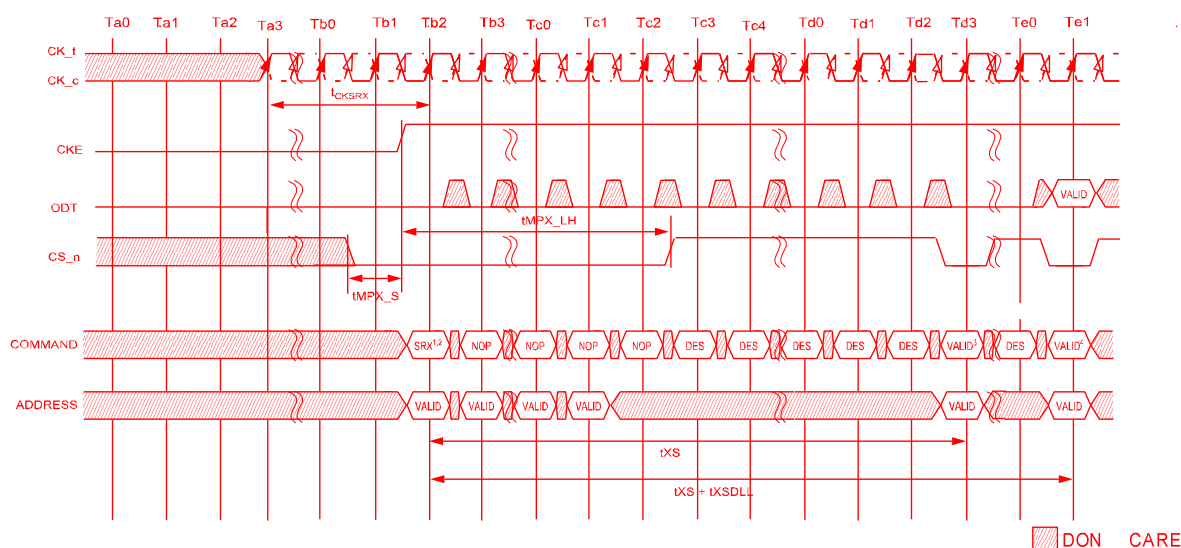 Ta0 Ta1 Ta2 Ta3 Tb0 Tb1 Tb2 Tb3 Tc0 Tc1 Tc2 Tc3 Tc4 Td0 Td1 Td2 Td3 Te0 Te1
CK_t
CK_c
tCKSRX
CKE
ODT VALID
tMPX_LH
CS_n
tMPX_S
COMMAND SRX1,2 NOP NOP NOP NOP DES DES DES DES DES VALID3 DES VALID4
ADDRESS VALID VALID VALID VALID VALID VALID
tXS
tXS + tXSDLL
DON CARE